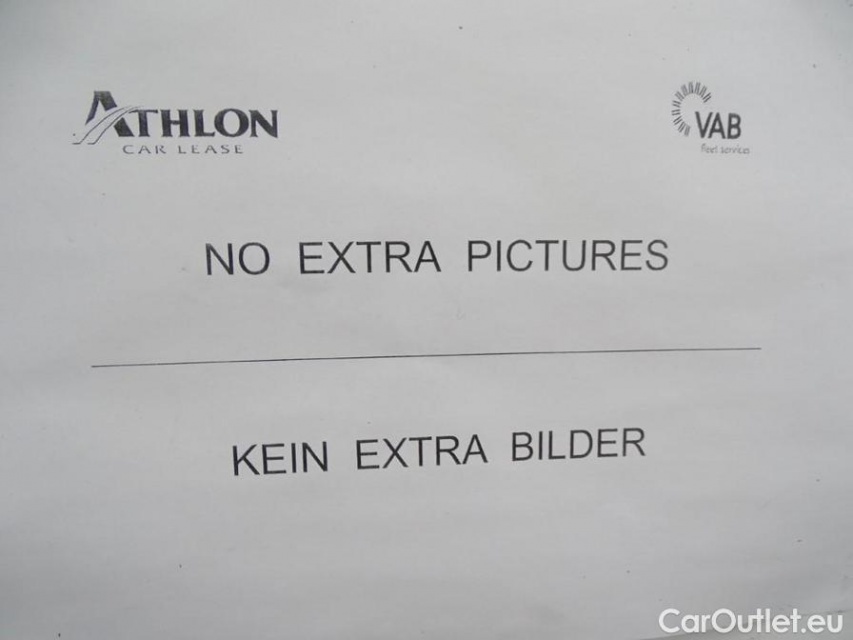 ATHLON
CAR LEASE
VAB
fleet services
NO EXTRA PICTURES
KEIN EXTRA BILDER
CarOutlet.eu